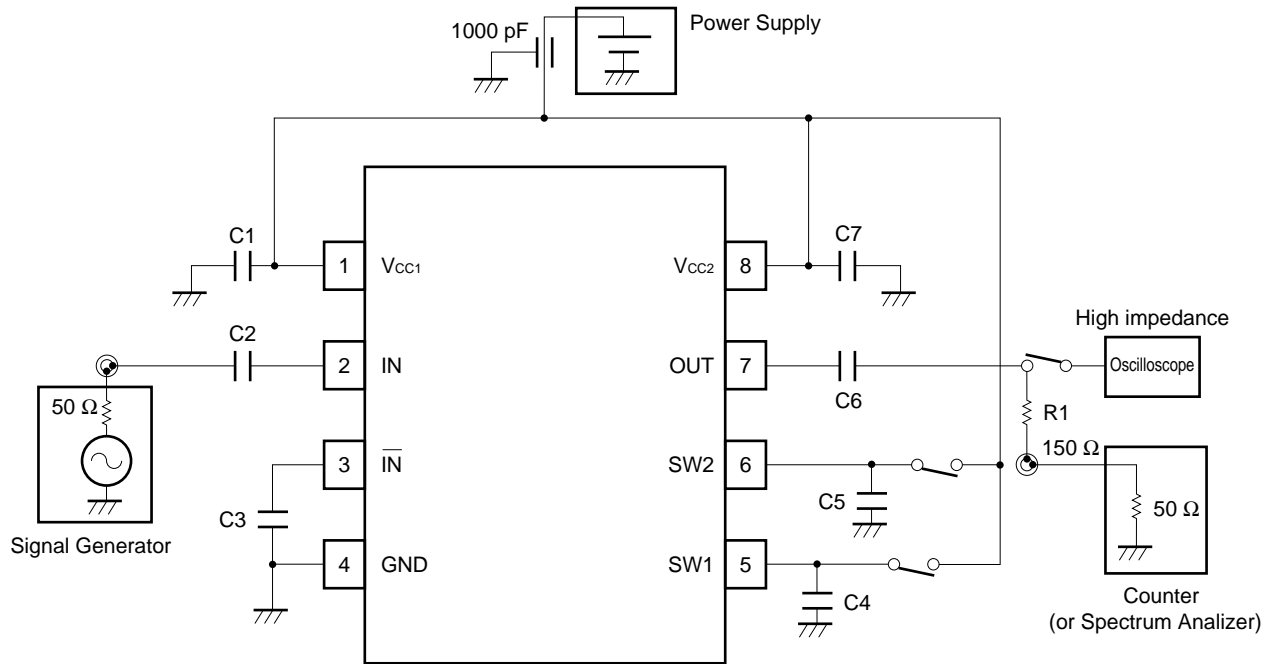 Power Supply
1000 pF
C1
C7
1
VCC1
VCC2
8
C2
High impedance
2
IN
OUT
7
Oscilloscope
50 Ω
C6
R1
150 Ω
3
IN
SW2
6
C3
C5
50 Ω
Signal Generator
4
GND
SW1
5
C4
Counter
(or Spectrum Analizer)